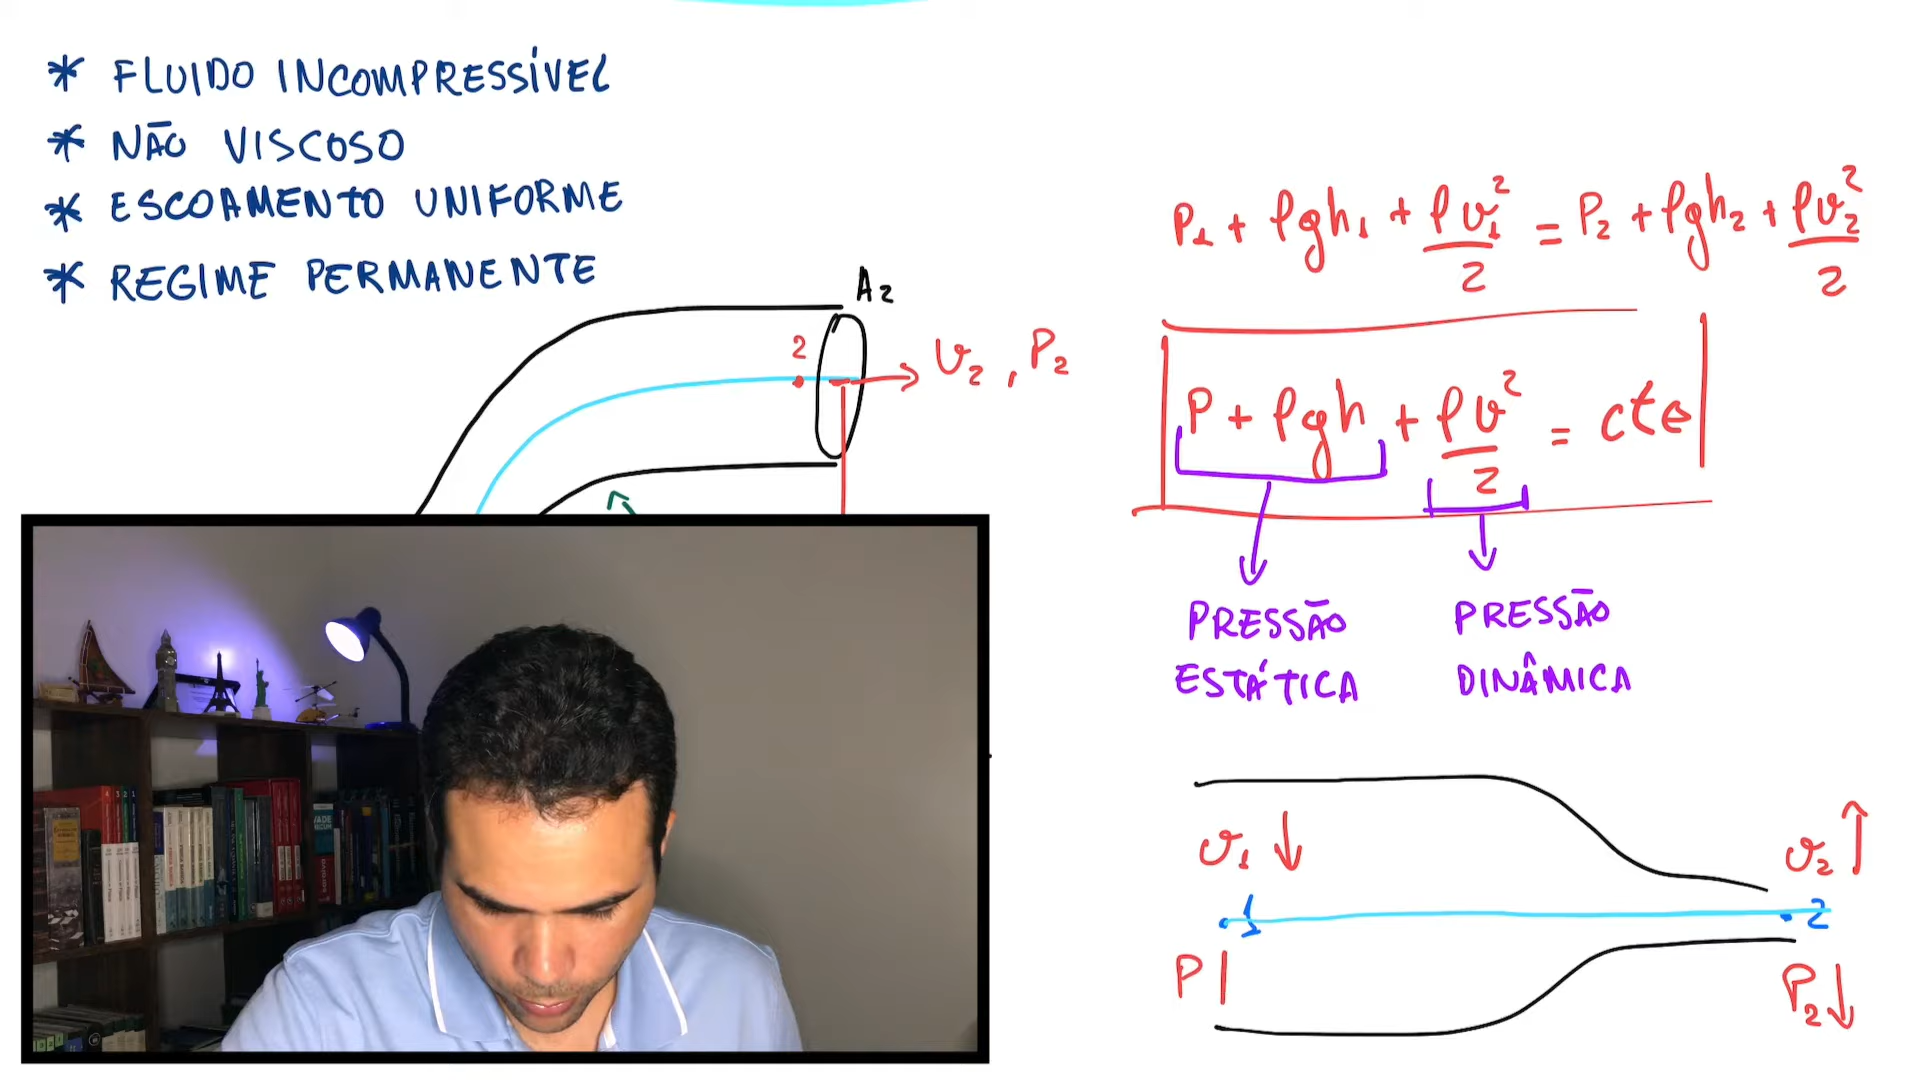 * FLUIDO INCOMPRESSÍVEL
* NÃO VISCOSO
* ESCOAMENTO UNIFORME
* REGIME PERMANENTE
A2
2
v2 , P2
P1 + ρgh1 + ρv1²/2 = P2 + ρgh2 + ρv2²/2
P + ρgh + ρv²/2 = cte
PRESSÃO
ESTÁTICA
PRESSÃO
DINÂMICA
v1 ↓
v2 ↑
1
2
P
P2 ↓
VADE